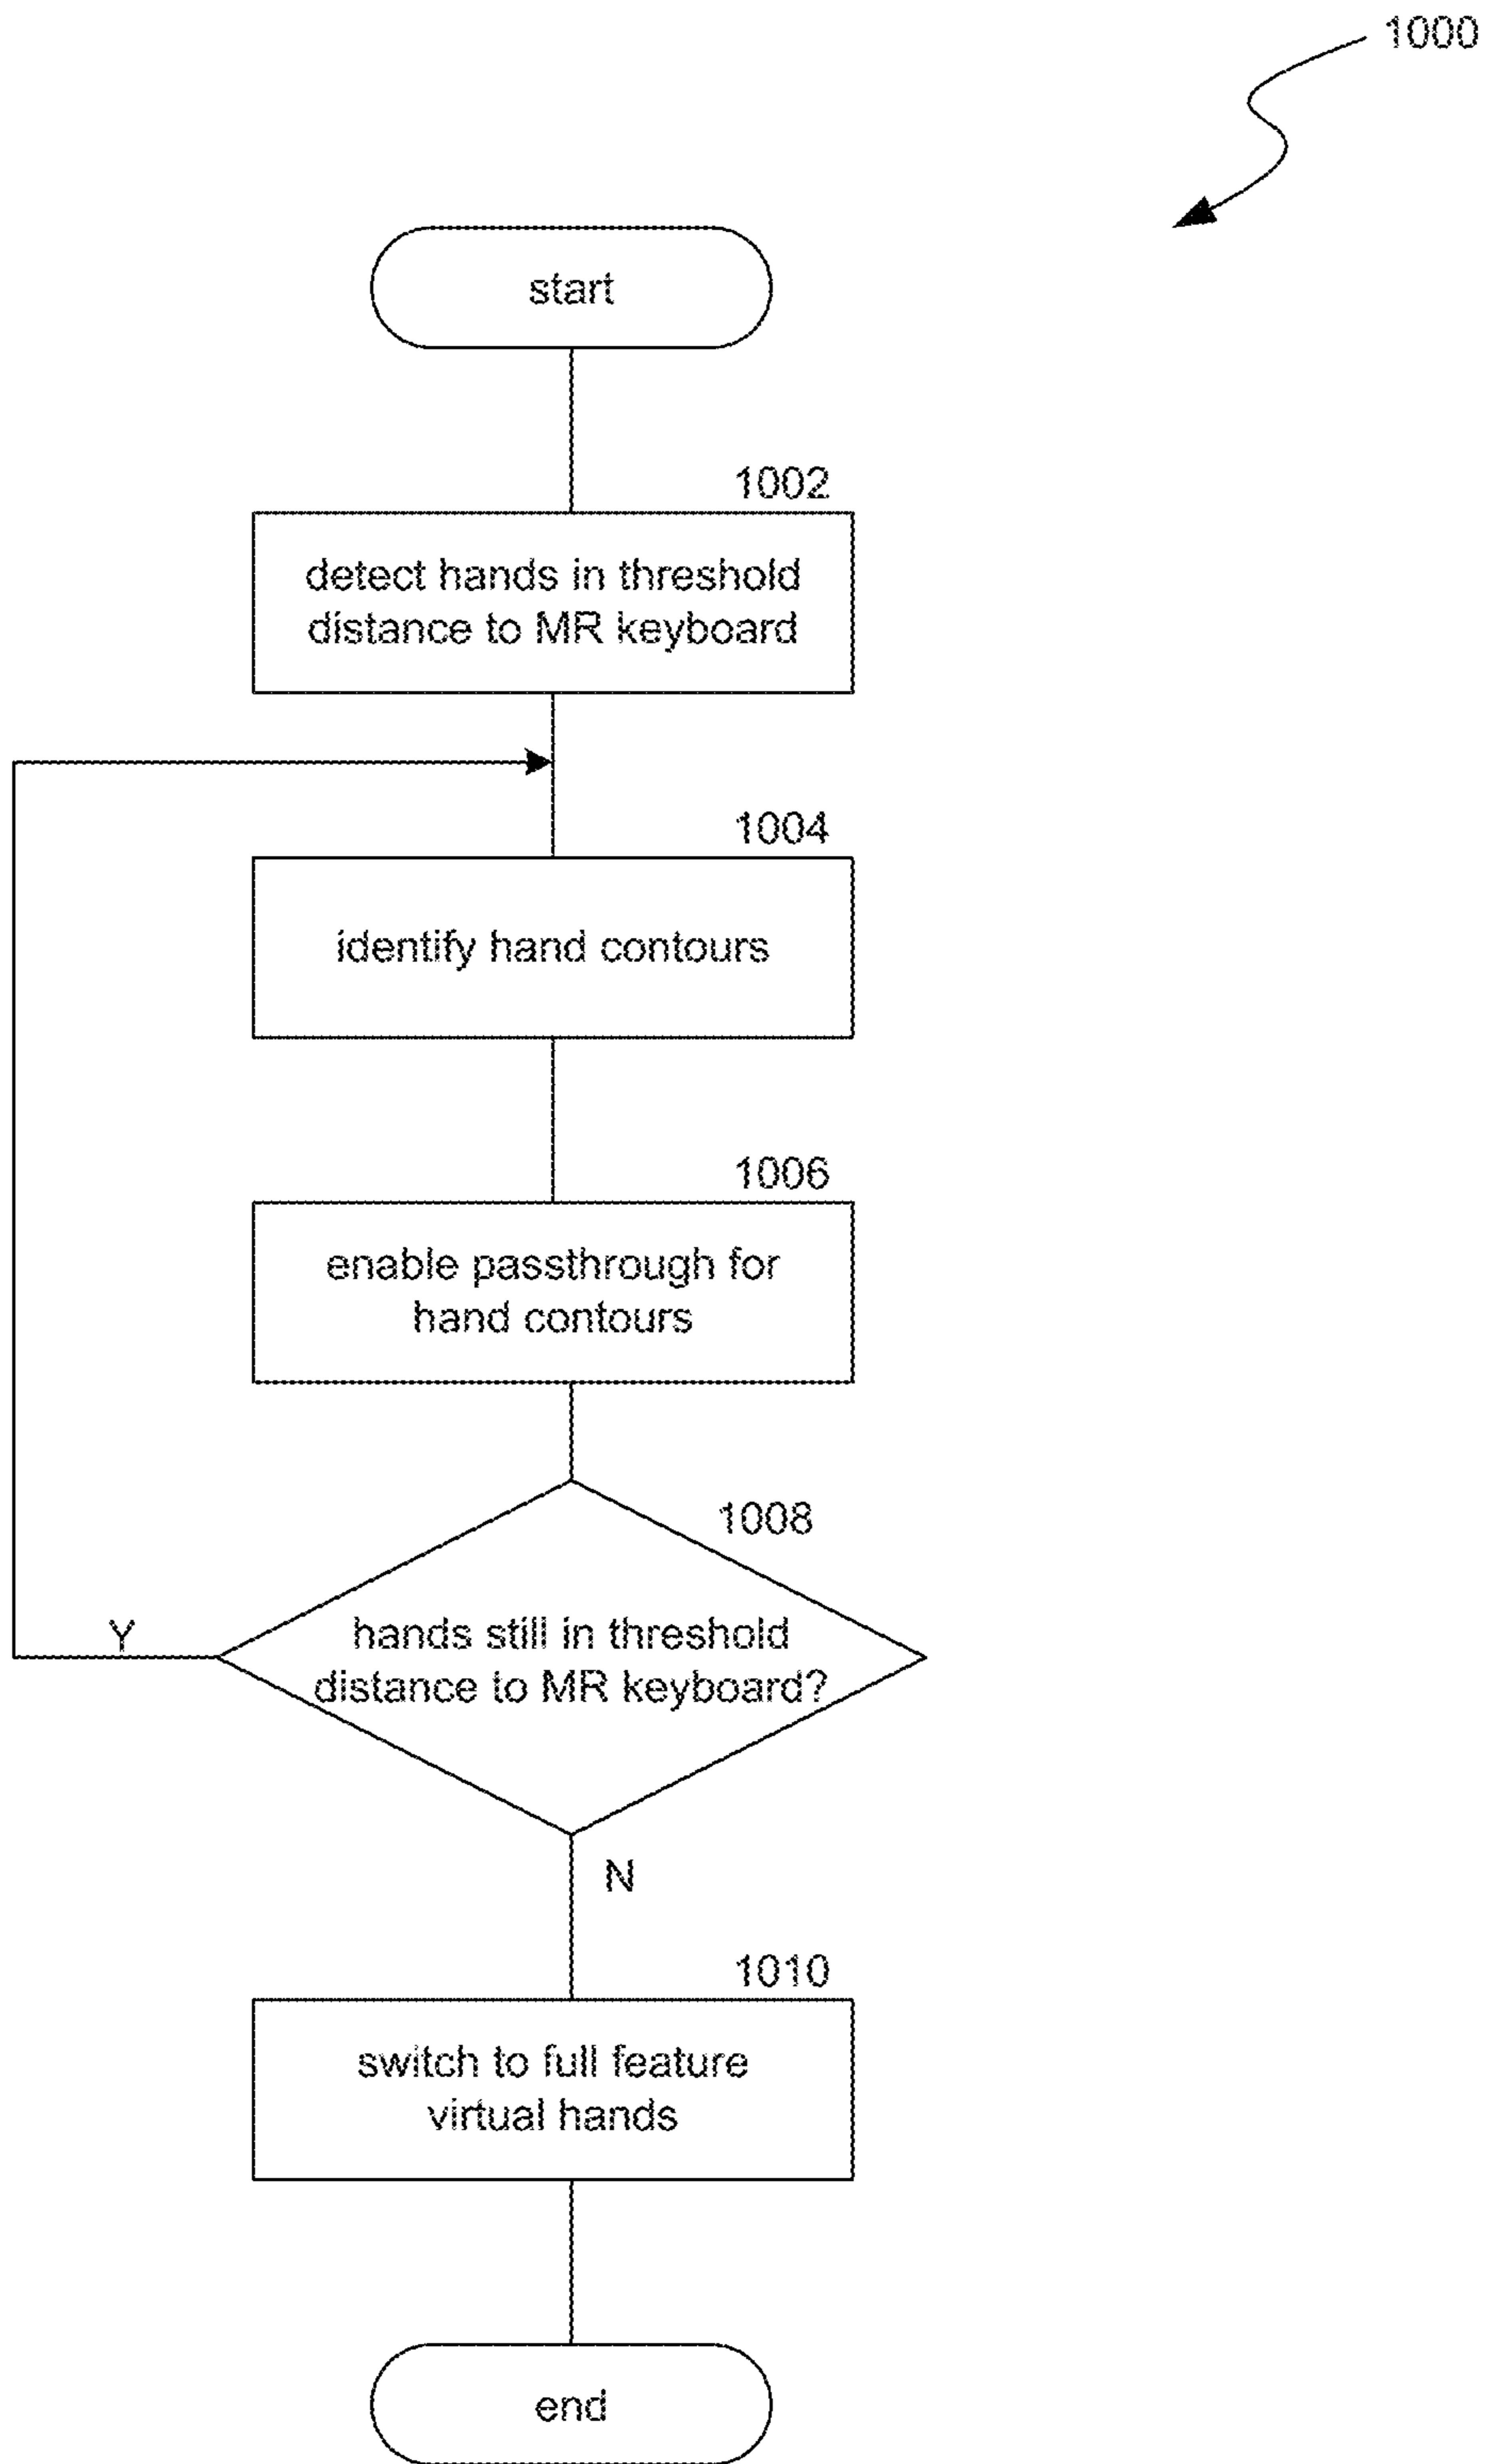 1000
start
1002
detect hands in threshold
distance to MR keyboard
1004
identify hand contours
1006
enable passthrough for
hand contours
1008
hands still in threshold
distance to MR keyboard?
Y
N
1010
switch to full feature
virtual hands
end